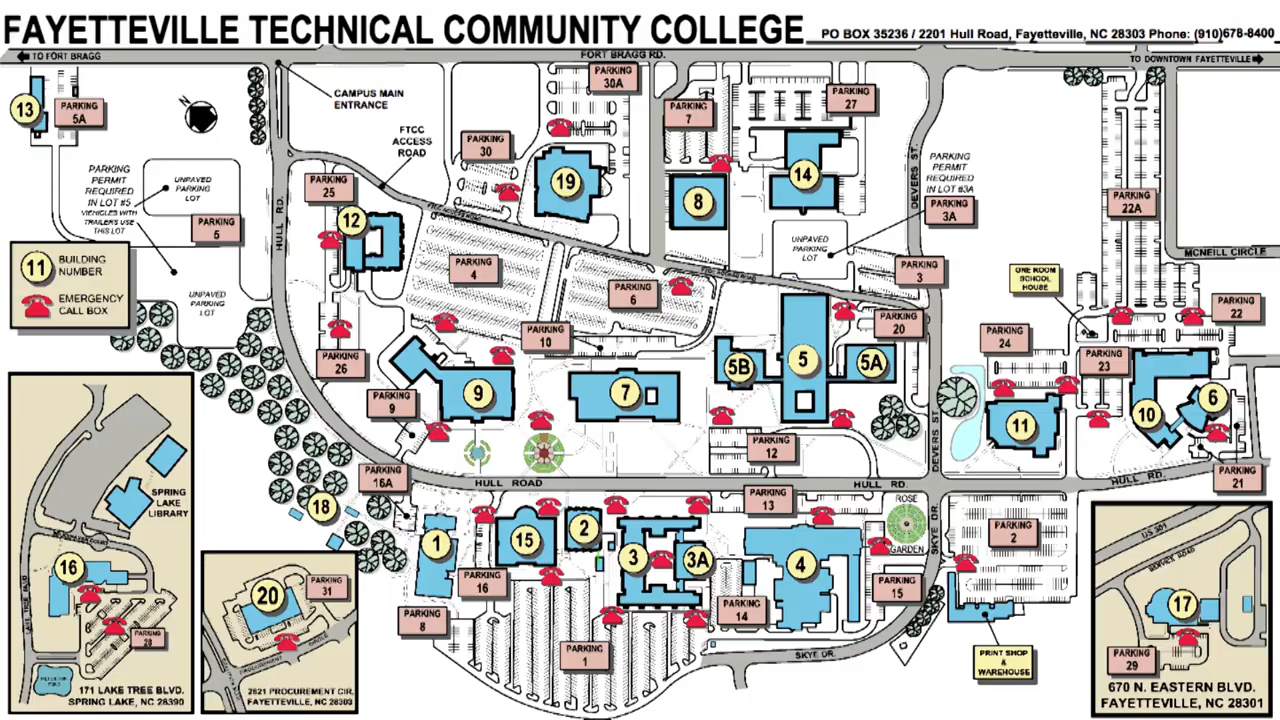 FAYETTEVILLE TECHNICAL COMMUNITY COLLEGE
PO BOX 35236 / 2201 Hull Road, Fayetteville, NC 28303 Phone: (910)678-8400
TO FORT BRAGG
FORT BRAGG RD.
TO DOWNTOWN FAYETTEVILLE
CAMPUS MAIN
ENTRANCE
13
PARKING
5A
N
FTCC
ACCESS
ROAD
PARKING
30A
PARKING
7
PARKING
27
PARKING
30
PARKING
PERMIT
REQUIRED
IN LOT #5
VEHICLES WITH
TRAILERS USE
THIS LOT
UNPAVED
PARKING
LOT
PARKING
5
PARKING
25
12
19
8
14
DEVERS ST.
PARKING
PERMIT
REQUIRED
IN LOT #3A
PARKING
3A
PARKING
22A
HULL RD.
11
BUILDING
NUMBER
EMERGENCY
CALL BOX
UNPAVED
PARKING
LOT
PARKING
4
PARKING
6
UNPAVED
PARKING
LOT
PARKING
3
MCNEILL CIRCLE
ONE ROOM
SCHOOL
HOUSE
PARKING
20
PARKING
22
PARKING
10
PARKING
24
PARKING
26
PARKING
23
PARKING
9
9
7
5B
5
5A
11
10
6
PARKING
12
DEVERS ST.
PARKING
16A
HULL ROAD
HULL RD.
HULL RD.
PARKING
21
PARKING
13
18
1
15
2
3
3A
4
ROSE
GARDEN
SKYE DR.
PARKING
2
PARKING
16
PARKING
8
PARKING
1
PARKING
14
PARKING
15
SKYE DR.
PRINT SHOP
&
WAREHOUSE
SPRING
LAKE
LIBRARY
16
PARKING
28
171 LAKE TREE BLVD.
SPRING LAKE, NC 28390
20
PARKING
31
PROCUREMENT CIRCLE
2821 PROCUREMENT CIR.
FAYETTEVILLE, NC 28303
US 301
17
PARKING
29
670 N. EASTERN BLVD.
FAYETTEVILLE, NC 28301